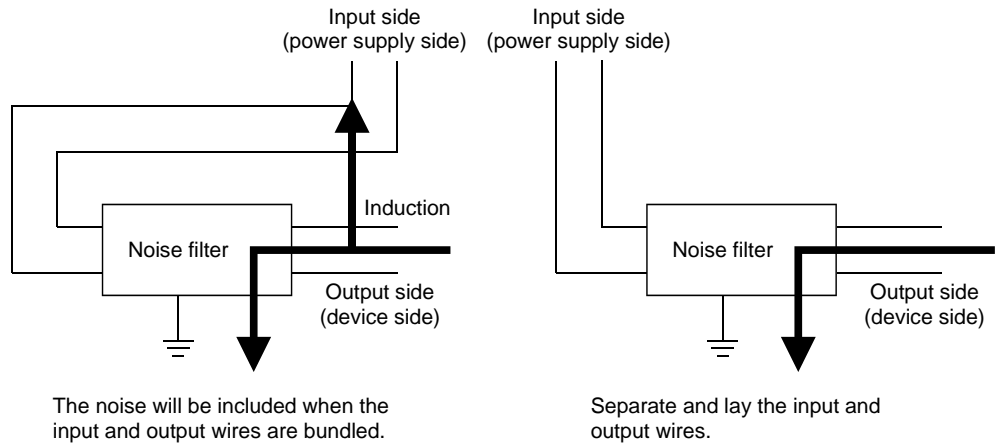 Input side
(power supply side)
Input side
(power supply side)
Induction
Noise filter
Output side
(device side)
Noise filter
Output side
(device side)
The noise will be included when the
input and output wires are bundled.
Separate and lay the input and
output wires.